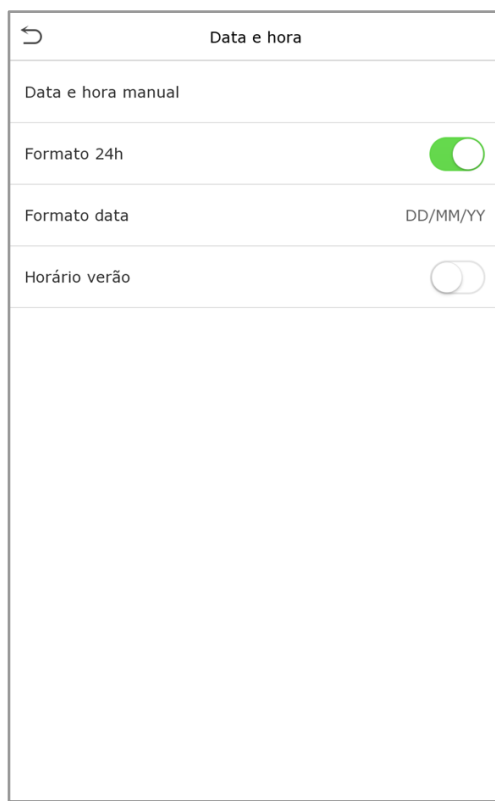 Data e hora
Data e hora manual
Formato 24h
Formato data DD/MM/YY
Horário verão